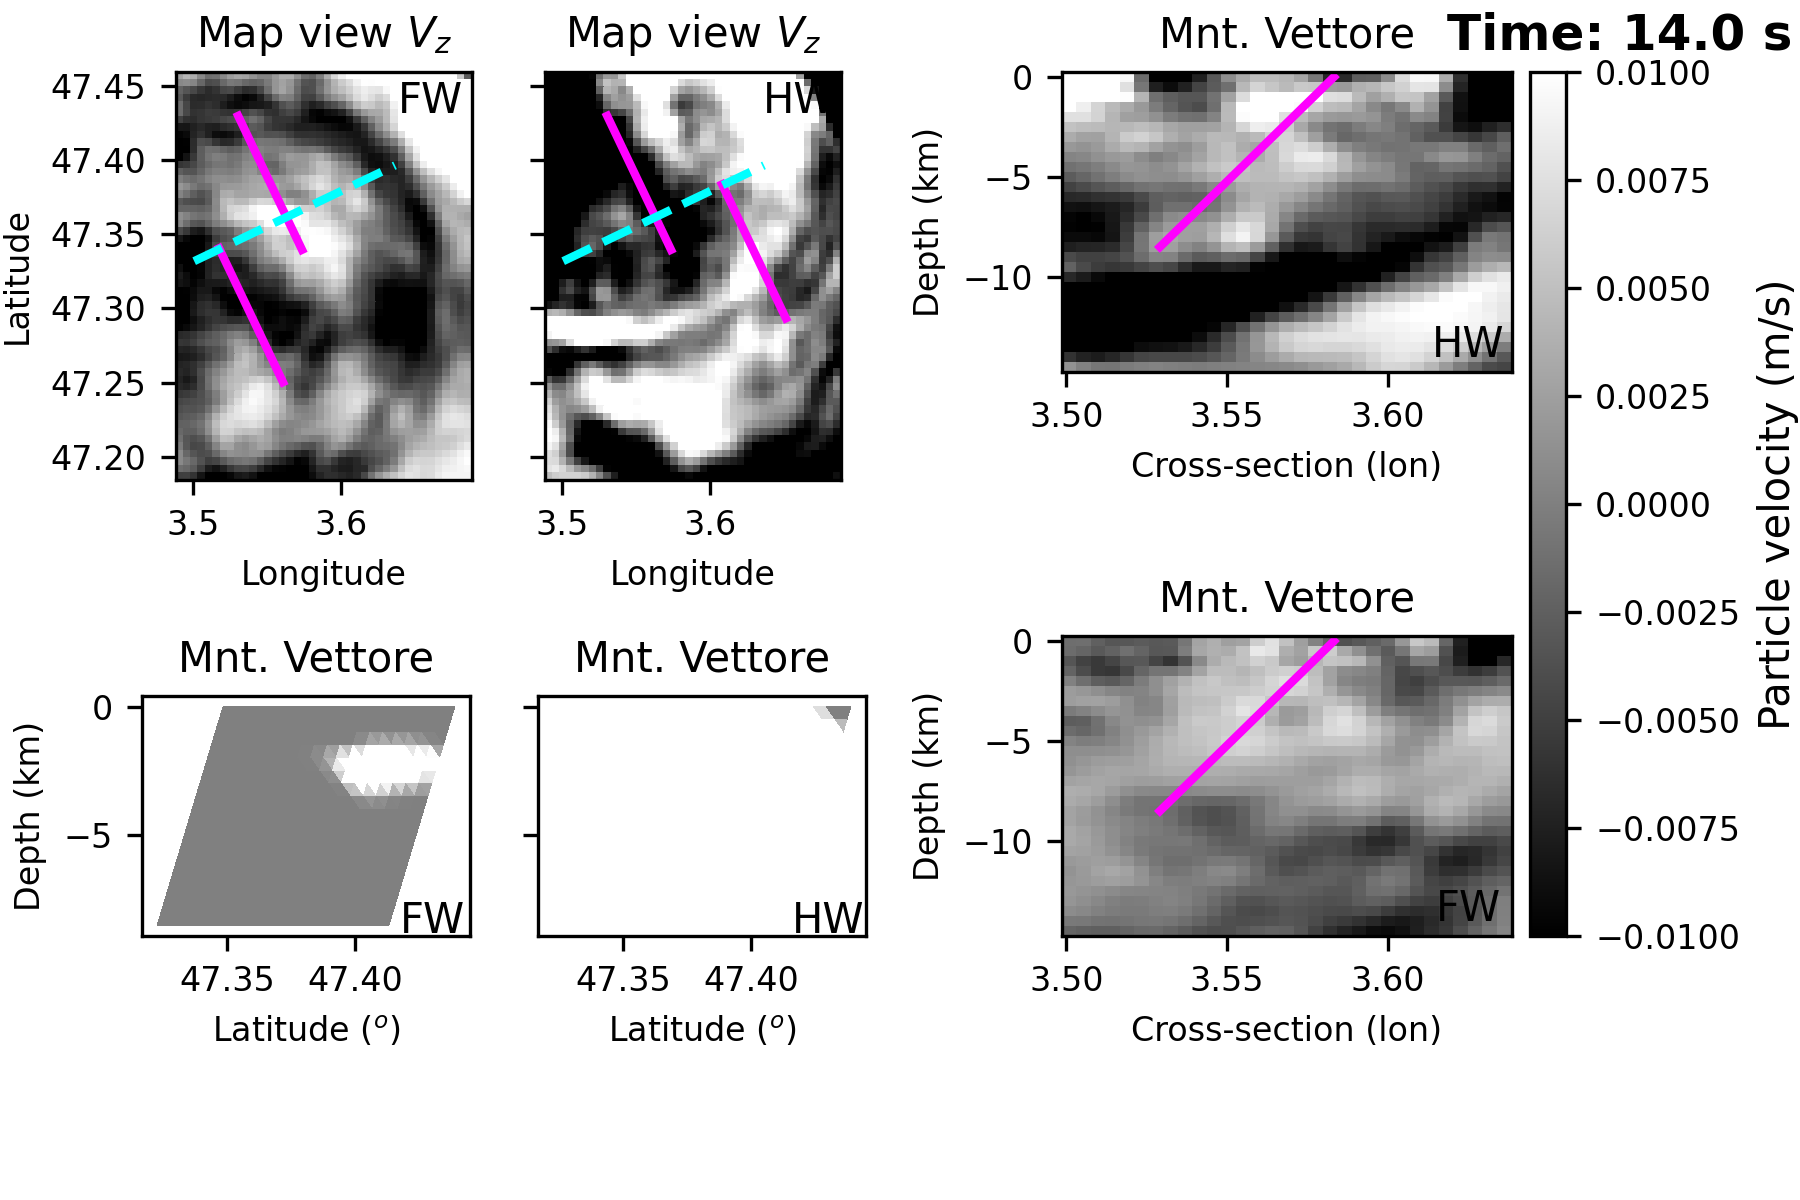 Map view Vz
Map view Vz
Mnt. Vettore
Time: 14.0 s
FW
HW
HW
Latitude
47.45
47.40
47.35
47.30
47.25
47.20
3.5
3.6
Longitude
3.5
3.6
Longitude
Depth (km)
0
−5
−10
3.50
3.55
3.60
Cross-section (lon)
0.0100
0.0075
0.0050
0.0025
0.0000
−0.0025
−0.0050
−0.0075
−0.0100
Particle velocity (m/s)
Mnt. Vettore
Mnt. Vettore
Mnt. Vettore
Depth (km)
0
−5
FW
47.35
47.40
Latitude (o)
HW
47.35
47.40
Latitude (o)
Depth (km)
0
−5
−10
FW
3.50
3.55
3.60
Cross-section (lon)